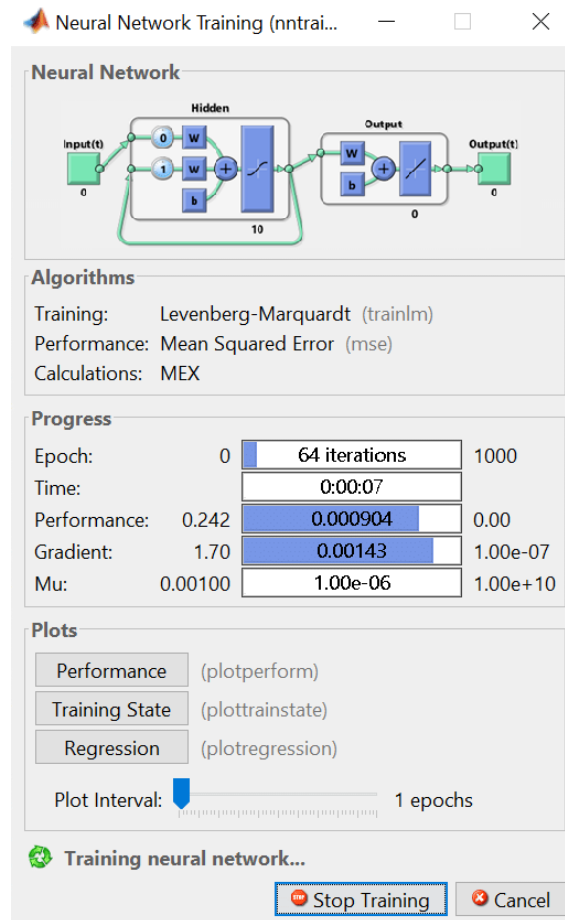 Neural Network Training (nntrai...
Neural Network
Hidden
Input(t)
0
W
1
W
b
+
10
Output
W
b
+
0
Output(t)
0
0
Algorithms
Training: Levenberg-Marquardt (trainlm)
Performance: Mean Squared Error (mse)
Calculations: MEX
Progress
Epoch: 0 64 iterations 1000
Time: 0:00:07
Performance: 0.242 0.000904 0.00
Gradient: 1.70 0.00143 1.00e-07
Mu: 0.00100 1.00e-06 1.00e+10
Plots
Performance (plotperform)
Training State (plottrainstate)
Regression (plotregression)
Plot Interval: 1 epochs
Training neural network...
Stop Training Cancel